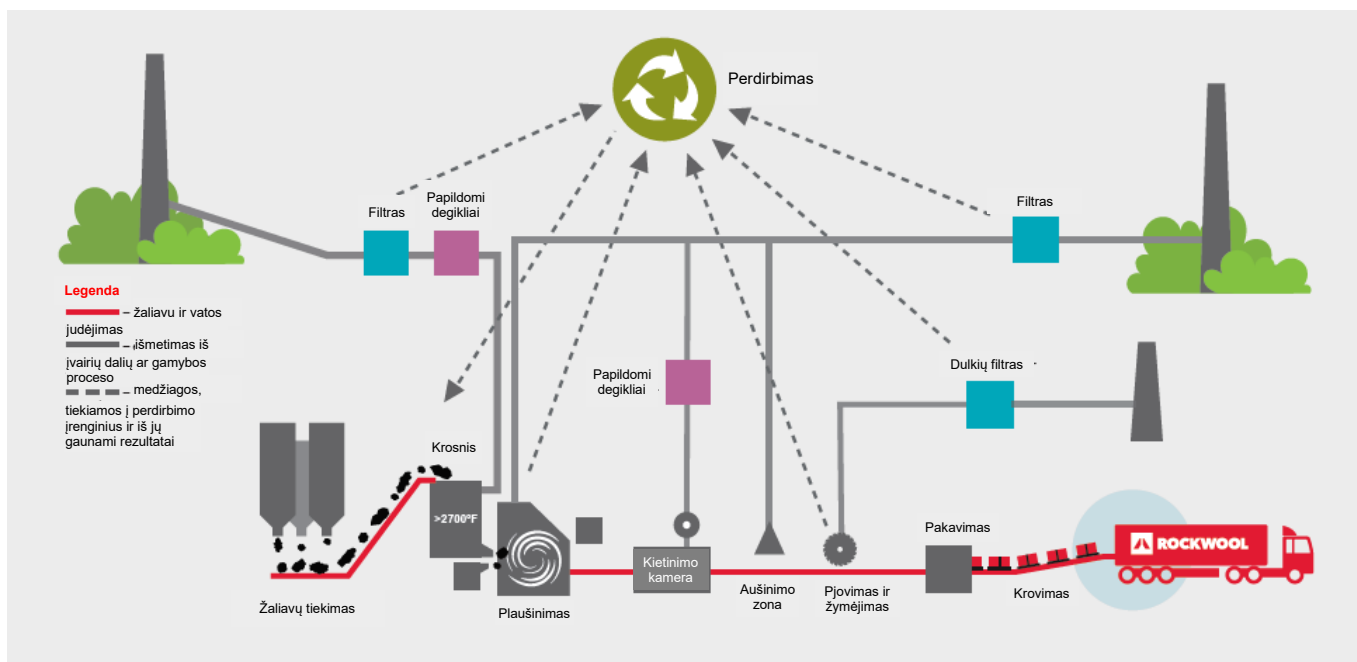 Perdirbimas
Papildomi
degikliai
Filtras
Filtras
Legenda
– žaliavu ir vatos
judėjimas
– išmetimas iš
įvairių dalių ar gamybos
proceso
– medžiagos,
tiekiamos į perdirbimo
įrenginius ir iš jų
gaunami rezultatai
Papildomi
degikliai
Dulkių filtras
Krosnis
>2700ºF
Pakavimas
ROCKWOOL
Kietinimo
kamera
Žaliavų tiekimas
Plaušinimas
Aušinimo
zona
Pjovimas ir
žymėjimas
Krovimas